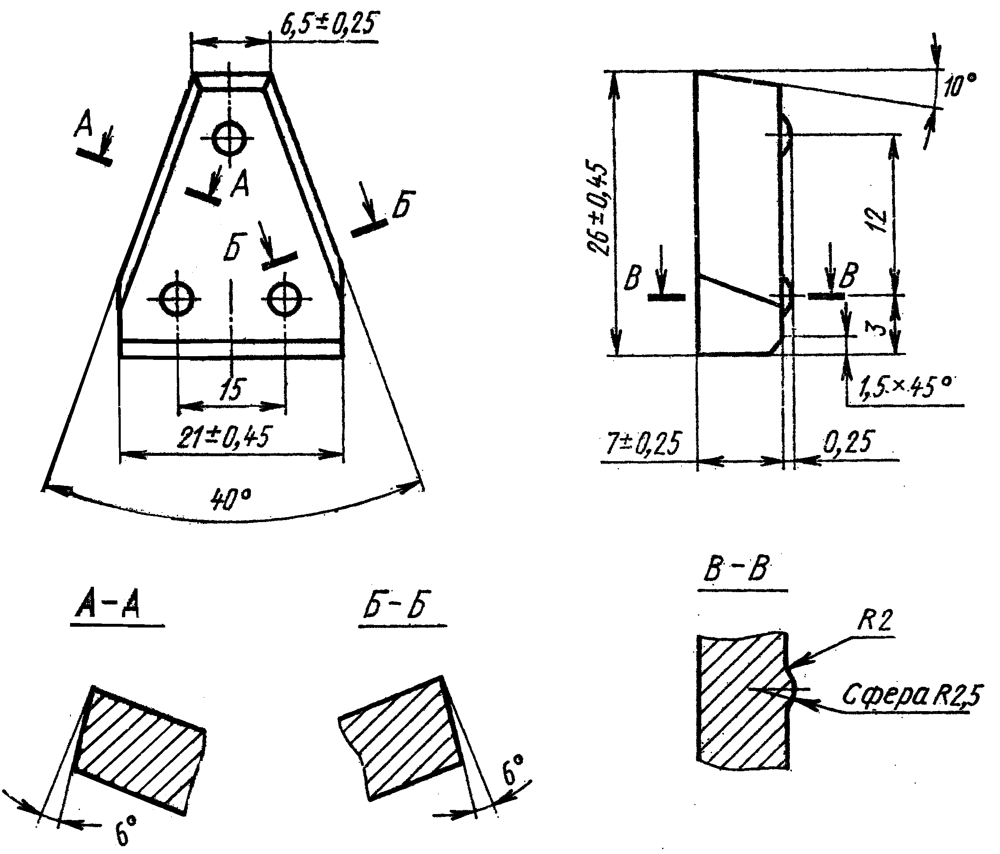 6,5±0,25
10°
А
А
Б
Б
26±0,45
12
В
В
3
15
1,5×45°
21±0,45
7±0,25
0,25
40°
В-В
А-А
Б-Б
R2
Сфера R2,5
6°
6°